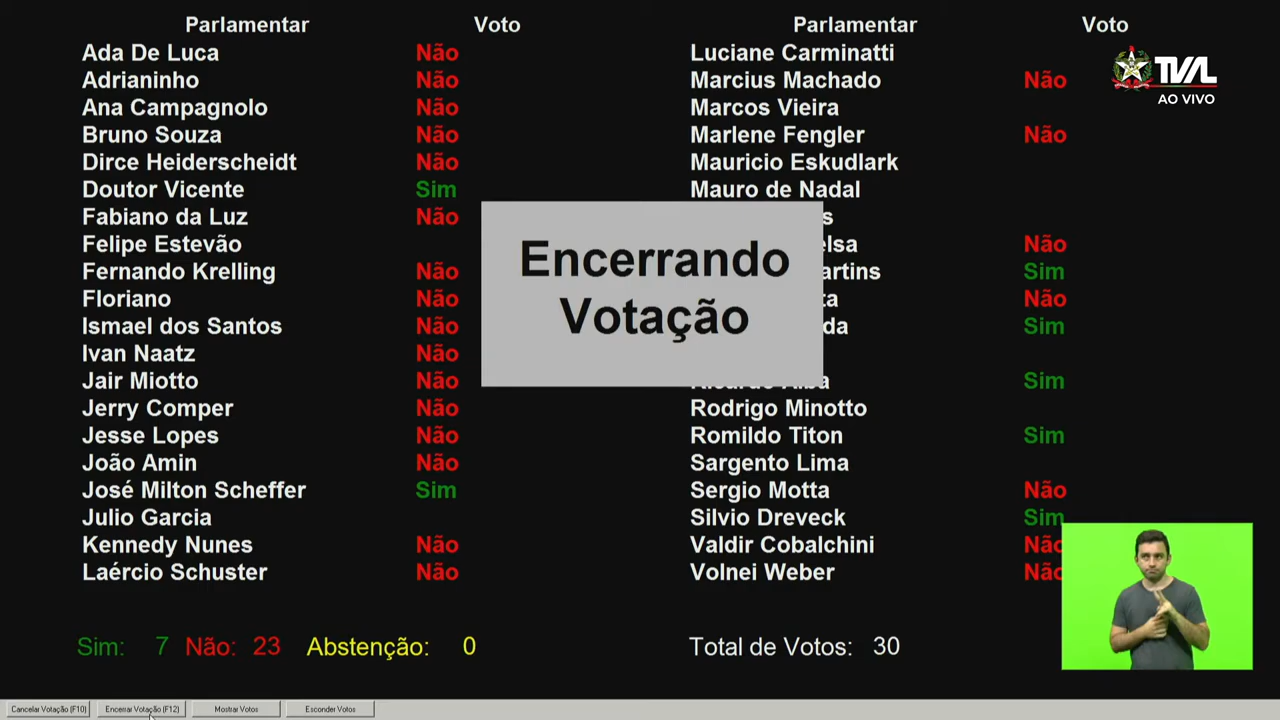 Parlamentar Voto Parlamentar Voto
Ada De Luca Não Luciane Carminatti
Adrianinho Não Marcius Machado Não
Ana Campagnolo Não Marcos Vieira
Bruno Souza Não Marlene Fengler Não
Dirce Heiderscheidt Não Mauricio Eskudlark
Doutor Vicente Sim Mauro de Nadal
Fabiano da Luz Não
Felipe Estevão Não
Fernando Krelling Não Sim
Floriano Não Não
Ismael dos Santos Não Sim
Ivan Naatz Não
Jair Miotto Não Sim
Jerry Comper Não Rodrigo Minotto
Jesse Lopes Não Romildo Titon Sim
João Amin Não Sargento Lima
José Milton Scheffer Sim Sergio Motta Não
Julio Garcia Silvio Dreveck Sim
Kennedy Nunes Não Valdir Cobalchini Não
Laércio Schuster Não Volnei Weber Não
TVAL
AO VIVO
Encerrando
Votação
Sim: 7 Não: 23 Abstenção: 0 Total de Votos: 30
Cancelar Votação (F10) Encerrar Votação (F12) Mostrar Votos Esconder Votos